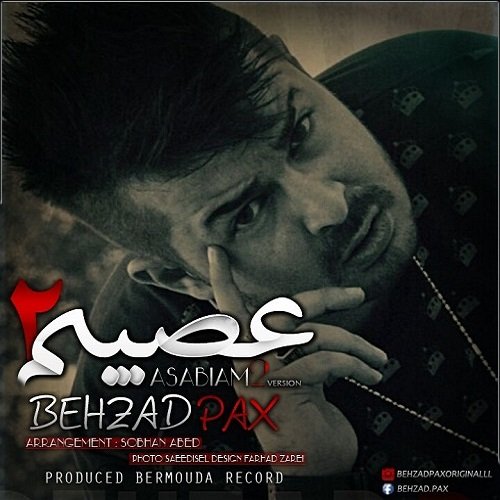 عصبیم ۲
ASABIAM 2 VERSION
BEHZAD PAX
ARRANGEMENT : SOBHAN ABED
PHOTO SAEEDISEL DESIGN FARHAD ZAREI
PRODUCED BERMOUDA RECORD
BEHZADPAXORIGINALLL
BEHZAD.PAX